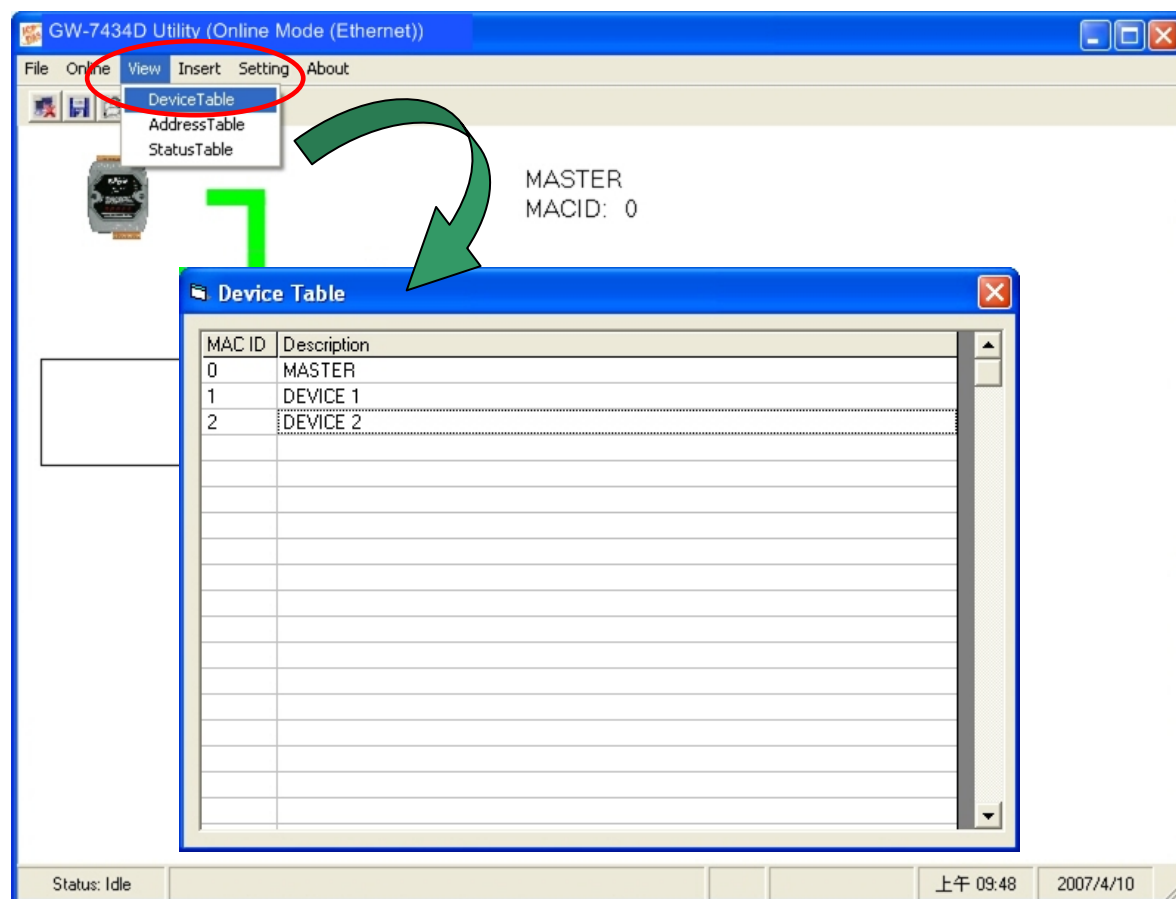 GW-7434D Utility (Online Mode (Ethernet))
File Online View Insert Setting About
DeviceTable
AddressTable
StatusTable
MASTER
MACID: 0
Device Table
MAC ID Description
0 MASTER
1 DEVICE 1
2 DEVICE 2
Status: Idle 上午 09:48 2007/4/10